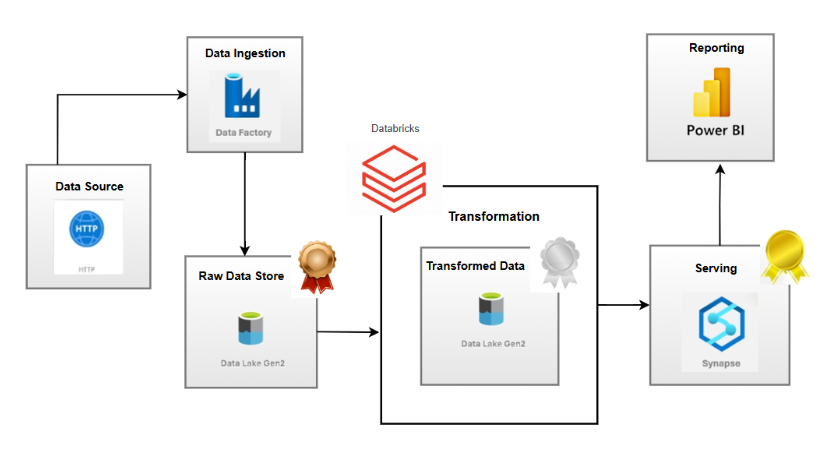 Data Source
HTTP
HTTP
Data Ingestion
Data Factory
Raw Data Store
Data Lake Gen2
Databricks
Transformation
Transformed Data
Data Lake Gen2
Serving
Synapse
Reporting
Power BI